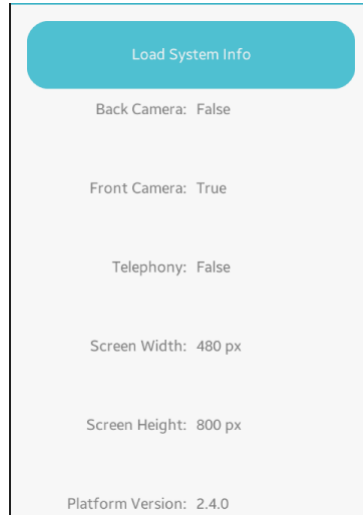 Load System Info
Back Camera: False
Front Camera: True
Telephony: False
Screen Width: 480 px
Screen Height: 800 px
Platform Version: 2.4.0